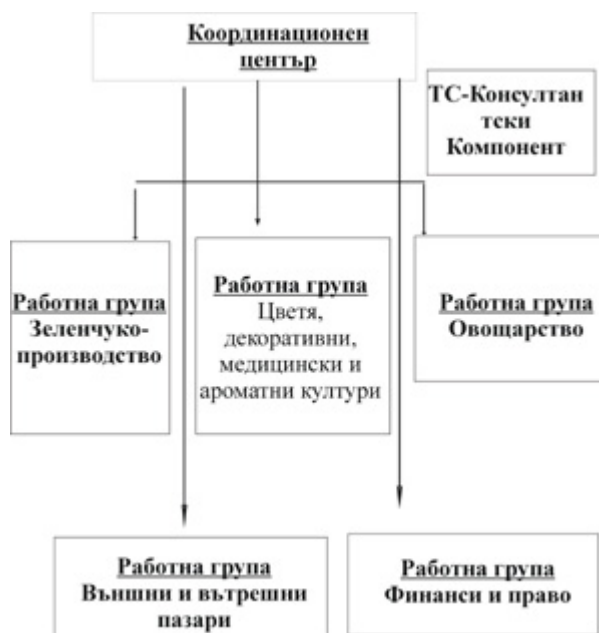 Координационен
център
ТС-Консултан
тски
Компонент
Работна група
Зеленчуко-
производство
Работна група
Цветя,
декоративни,
медицински и
ароматни култури
Работна група
Овощарство
Работна група
Външни и вътрешни
пазари
Работна група
Финанси и право